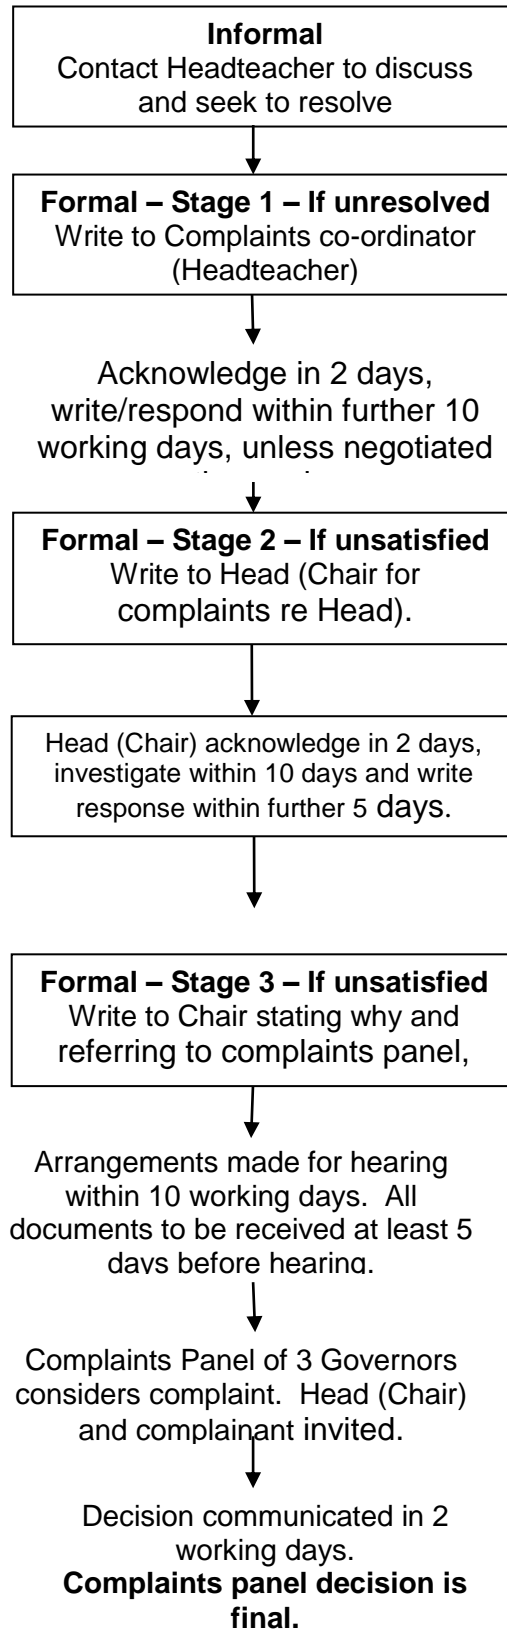 Informal
Contact Headteacher to discuss
and seek to resolve
Formal – Stage 1 – If unresolved
Write to Complaints co-ordinator
(Headteacher)
Acknowledge in 2 days,
write/respond within further 10
working days, unless negotiated
Formal – Stage 2 – If unsatisfied
Write to Head (Chair for
complaints re Head).
Head (Chair) acknowledge in 2 days,
investigate within 10 days and write
response within further 5 days.
Formal – Stage 3 – If unsatisfied
Write to Chair stating why and
referring to complaints panel,
Arrangements made for hearing
within 10 working days. All
documents to be received at least 5
days before hearing.
Complaints Panel of 3 Governors
considers complaint. Head (Chair)
and complainant invited.
Decision communicated in 2
working days.
Complaints panel decision is
final.